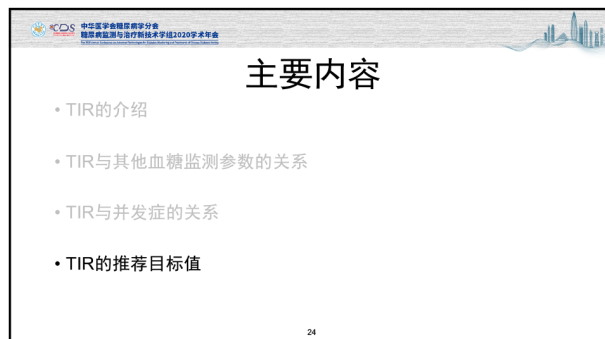 CDS
中华医学会糖尿病学分会
糖尿病监测与治疗新技术学组2020学术年会
主要内容
• TIR的介绍
• TIR与其他血糖监测参数的关系
• TIR与并发症的关系
• TIR的推荐目标值
24